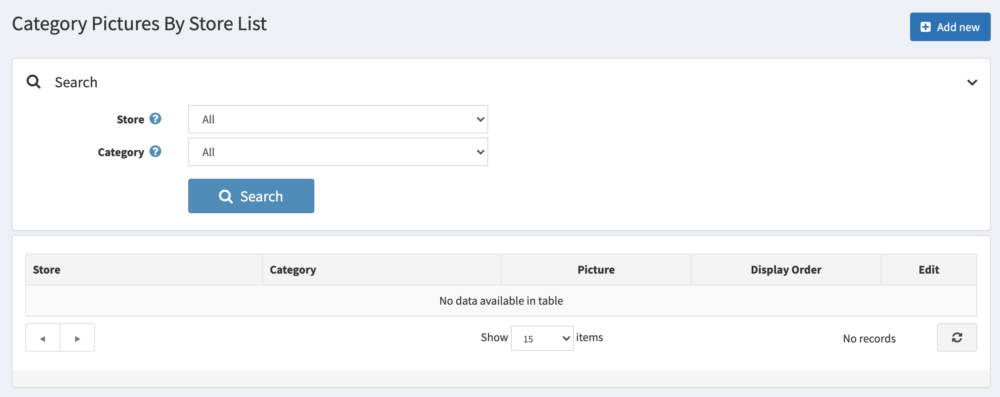 Category Pictures By Store List
Add new
Search
Store ?
All
Category ?
All
Search
Store Category Picture Display Order Edit
No data available in table
Show 15 items
No records